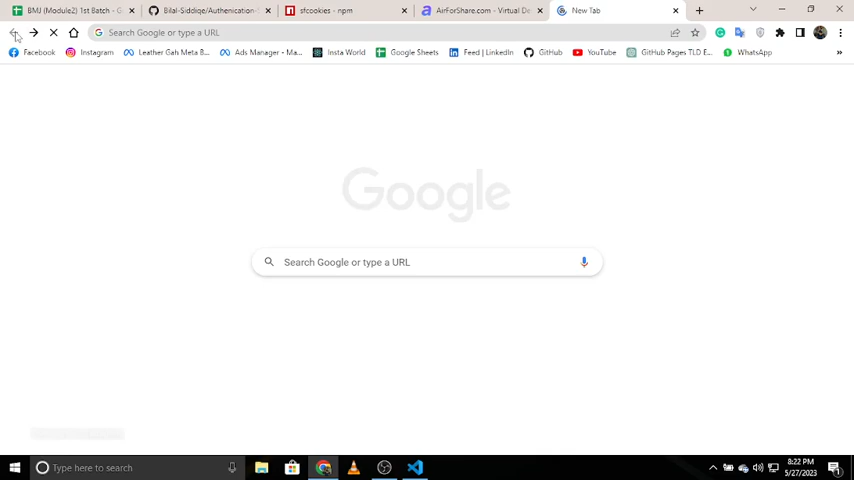 BMJ (Module2) 1st Batch - G
Bilal-Siddiqe/Authenication-S
sfcookies - npm
AirForShare.com - Virtual De
New Tab
Search Google or type a URL
Facebook
Instagram
Leather Gah Meta B...
Ads Manager - Ma...
Insta World
Google Sheets
Feed | LinkedIn
GitHub
YouTube
GitHub Pages TLD E...
WhatsApp
»
Google
Search Google or type a URL
Type here to search
8:22 PM
5/27/2023